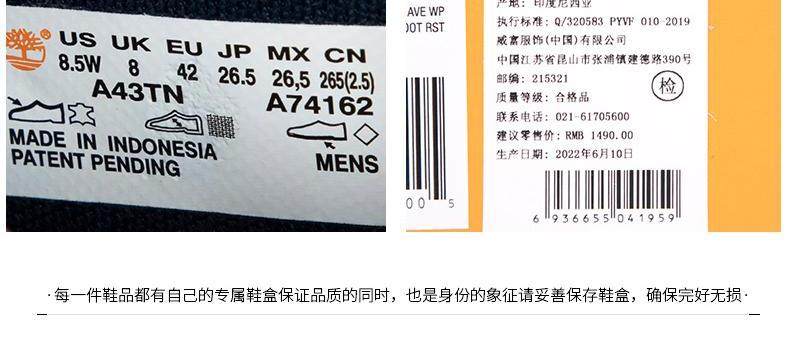 US UK EU JP MX CN
8.5W 8 42 26.5 26,5 265(2.5)
A43TN A74162
MADE IN INDONESIA
PATENT PENDING
MENS
AVE WP
OOT RST
00 5
产地: 印度尼西亚
执行标准: Q/320583 PYVF 010-2019
威富服饰(中国)有限公司
中国江苏省昆山市张浦镇建德路390号
邮编: 215321
检
质量等级: 合格品
联系电话: 021-61705600
建议零售价: RMB 1490.00
生产日期: 2022年6月10日
6 936655 041959
·每一件鞋品都有自己的专属鞋盒保证品质的同时，也是身份的象征请妥善保存鞋盒，确保完好无损·